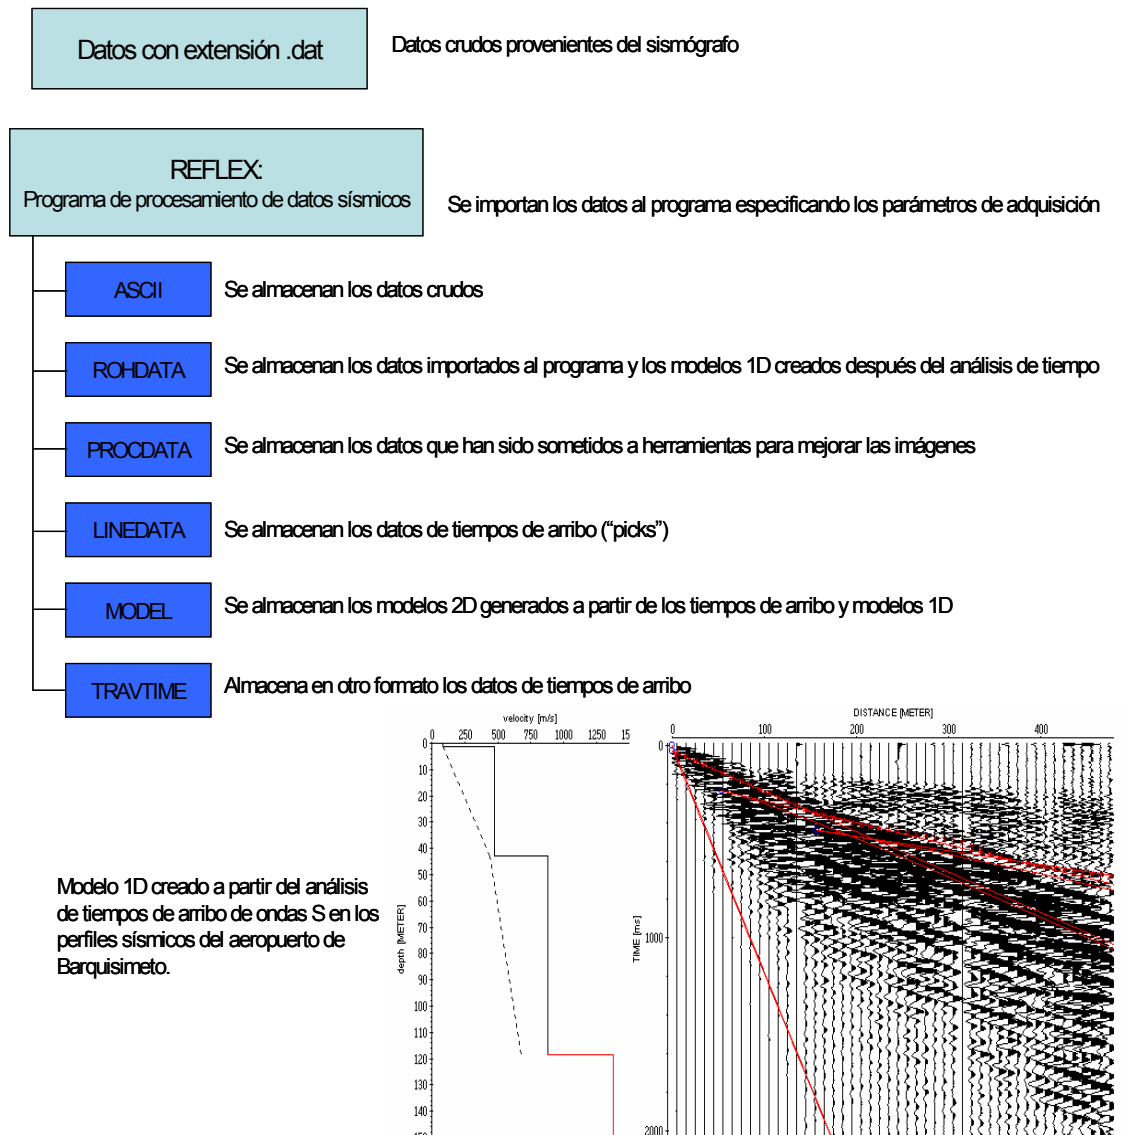 Datos con extensión .dat
Datos crudos provenientes del sismógrafo
REFLEX:
Programa de procesamiento de datos sísmicos
Se importan los datos al programa especificando los parámetros de adquisición
ASCII
Se almacenan los datos crudos
ROHDATA
Se almacenan los datos importados al programa y los modelos 1D creados después del análisis de tiempo
PROCDATA
Se almacenan los datos que han sido sometidos a herramientas para mejorar las imágenes
LINEDATA
Se almacenan los datos de tiempos de arribo (“picks”)
MODEL
Se almacenan los modelos 2D generados a partir de los tiempos de arribo y modelos 1D
TRAVTIME
Almacena en otro formato los datos de tiempos de arribo
Modelo 1D creado a partir del análisis
de tiempos de arribo de ondas S en los
perfiles sísmicos del aeropuerto de
Barquisimeto.
velocity [m/s]
0 250 500 750 1000 1250 15
depth [METER]
0
10
20
30
40
50
60
70
80
90
100
110
120
130
140
150
DISTANCE [METER]
0 100 200 300 400
TIME [ms]
0
1000
2000